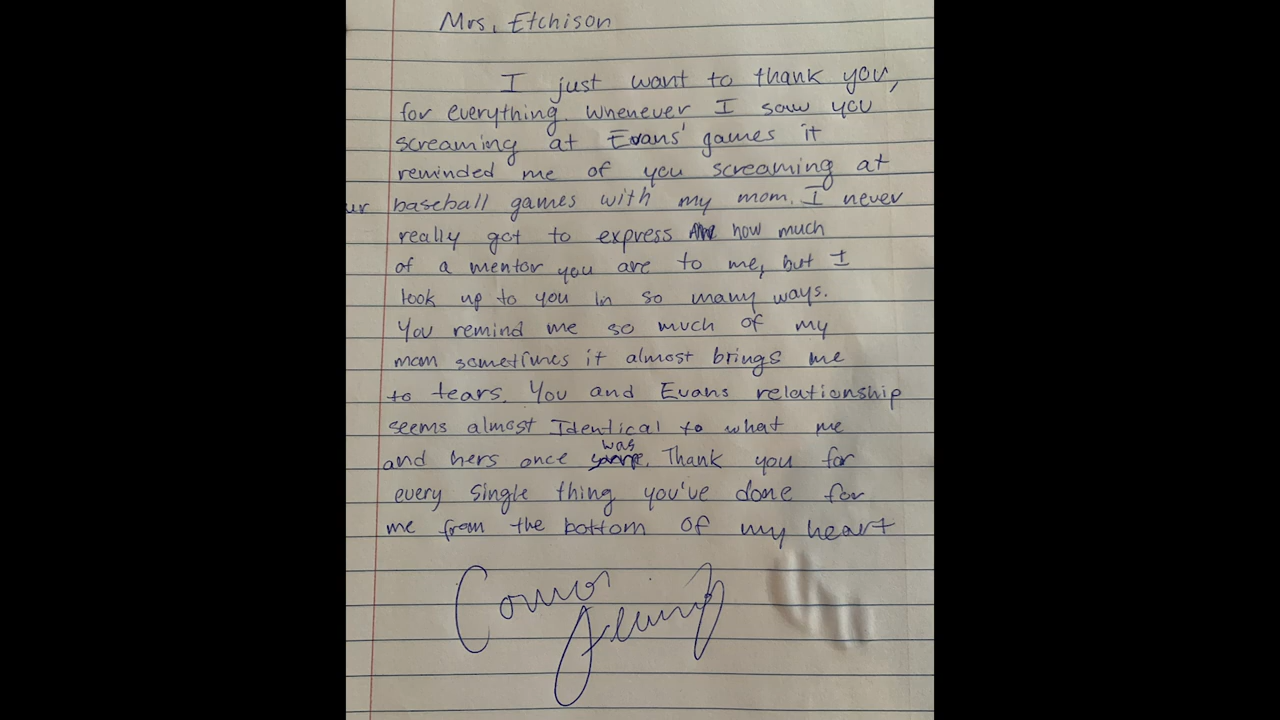 Mrs. Etchison
I just want to thank you,
for everything. Whenever I saw you
screaming at Evans' games it
reminded me of you screaming at
ur baseball games with my mom. I never
really got to express how much
of a mentor you are to me, but I
look up to you in so many ways.
You remind me so much of my
mom sometimes it almost brings me
to tears. You and Evans relationship
seems almost Identical to what me
and hers once was. Thank you for
every single thing you've done for
me from the bottom of my heart
Connor